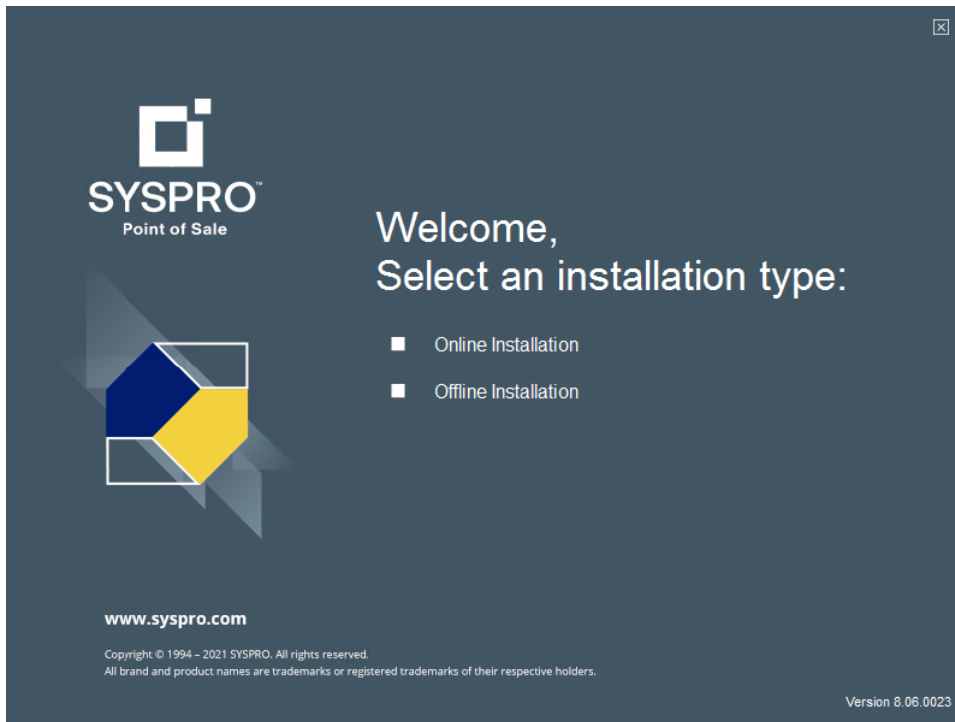 SYSPRO™
Point of Sale
Welcome,
Select an installation type:
Online Installation
Offline Installation
www.syspro.com
Copyright © 1994 – 2021 SYSPRO. All rights reserved.
All brand and product names are trademarks or registered trademarks of their respective holders.
Version 8.06.0023